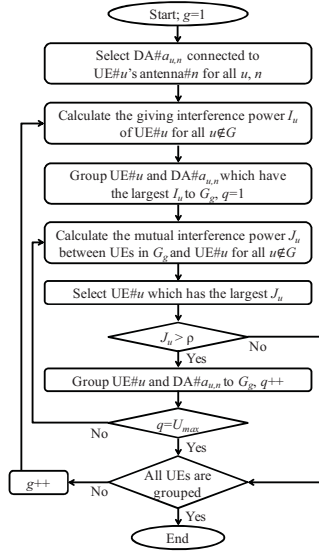 Start; g=1
Select DA#a_{u,n} connected to
UE#u's antenna#n for all u, n
Calculate the giving interference power I_u
of UE#u for all u∉G
Group UE#u and DA#a_{u,n} which have
the largest I_u to G_g, q=1
Calculate the mutual interference power J_u
between UEs in G_g and UE#u for all u∉G
Select UE#u which has the largest J_u
J_u > ρ
No
Yes
Group UE#u and DA#a_{u,n} to G_g, q++
q=U_{max}
No
Yes
All UEs are
grouped
No
g++
Yes
End